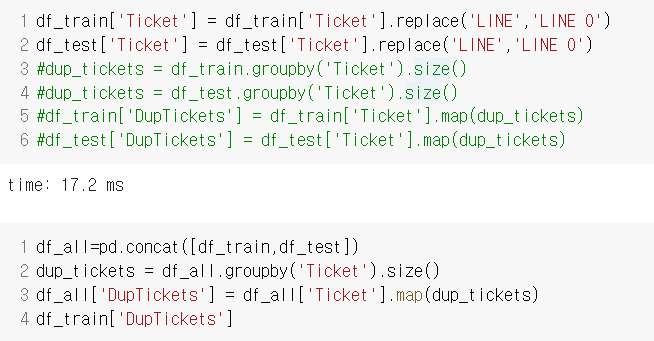 1 df_train['Ticket'] = df_train['Ticket'].replace('LINE','LINE 0')
2 df_test['Ticket'] = df_test['Ticket'].replace('LINE','LINE 0')
3 #dup_tickets = df_train.groupby('Ticket').size()
4 #dup_tickets = df_test.groupby('Ticket').size()
5 #df_train['DupTickets'] = df_train['Ticket'].map(dup_tickets)
6 #df_test['DupTickets'] = df_test['Ticket'].map(dup_tickets)
time: 17.2 ms
1 df_all=pd.concat([df_train,df_test])
2 dup_tickets = df_all.groupby('Ticket').size()
3 df_all['DupTickets'] = df_all['Ticket'].map(dup_tickets)
4 df_train['DupTickets']